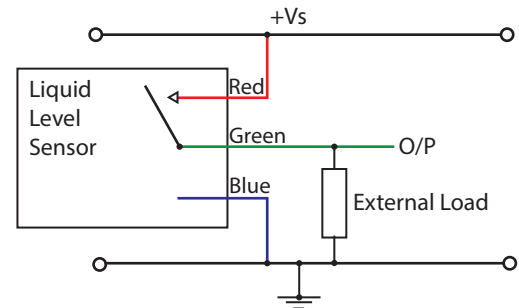 +Vs
Liquid
Level
Sensor
Red
Green
Blue
O/P
External Load